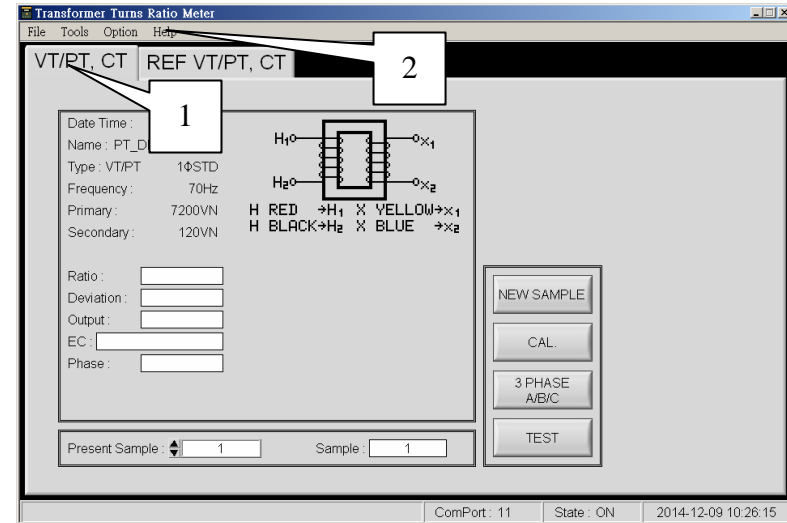 Transformer Turns Ratio Meter
File Tools Option Help
VT/PT, CT REF VT/PT, CT
2
1
Date Time :
Name : PT_D
Type : VT/PT 1ΦSTD
Frequency : 70Hz
Primary : 7200VN
Secondary : 120VN
H1 X1
H2 X2
H RED →H1 X YELLOW→X1
H BLACK→H2 X BLUE →X2
Ratio :
Deviation :
Output :
EC :
Phase :
NEW SAMPLE
CAL.
3 PHASE
A/B/C
TEST
Present Sample : 1 Sample : 1
ComPort : 11 State : ON 2014-12-09 10:26:15